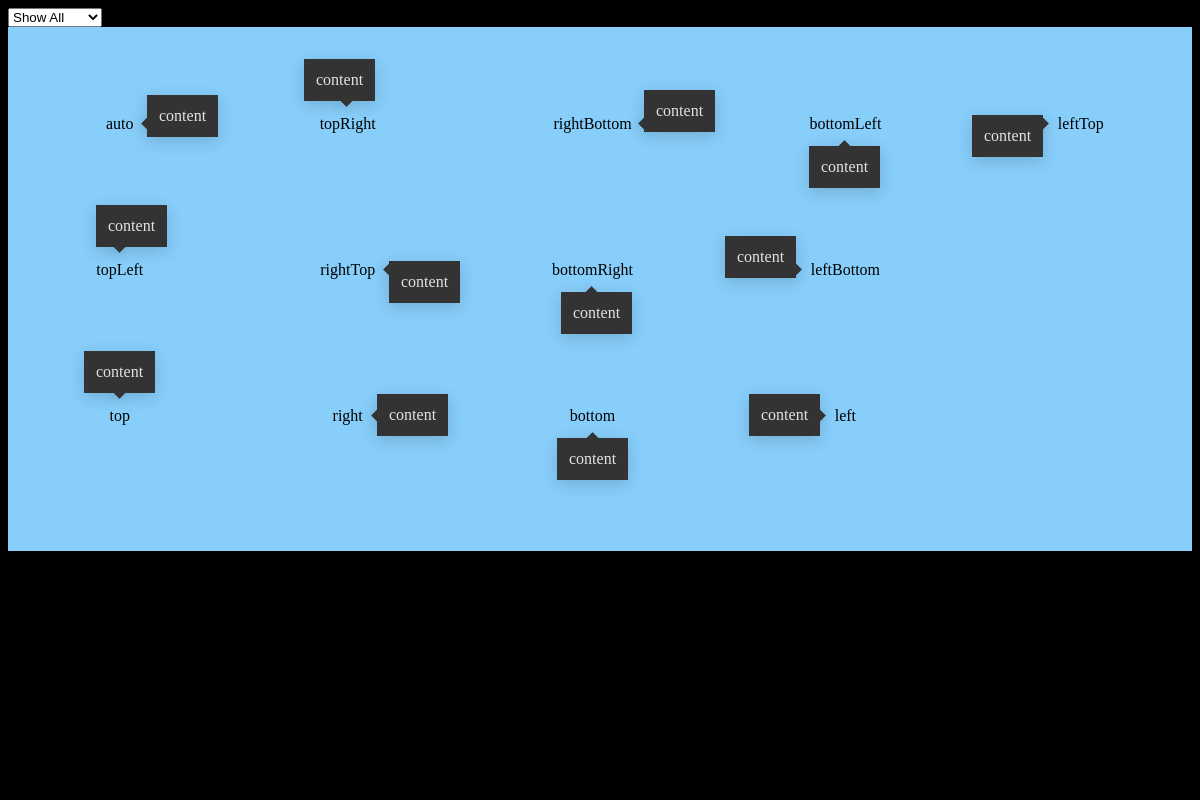 Show All
content
auto
content
topRight
rightBottom
content
bottomLeft
content
content
leftTop
content
topLeft
rightTop
content
bottomRight
content
content
leftBottom
content
top
right
content
bottom
content
content
left